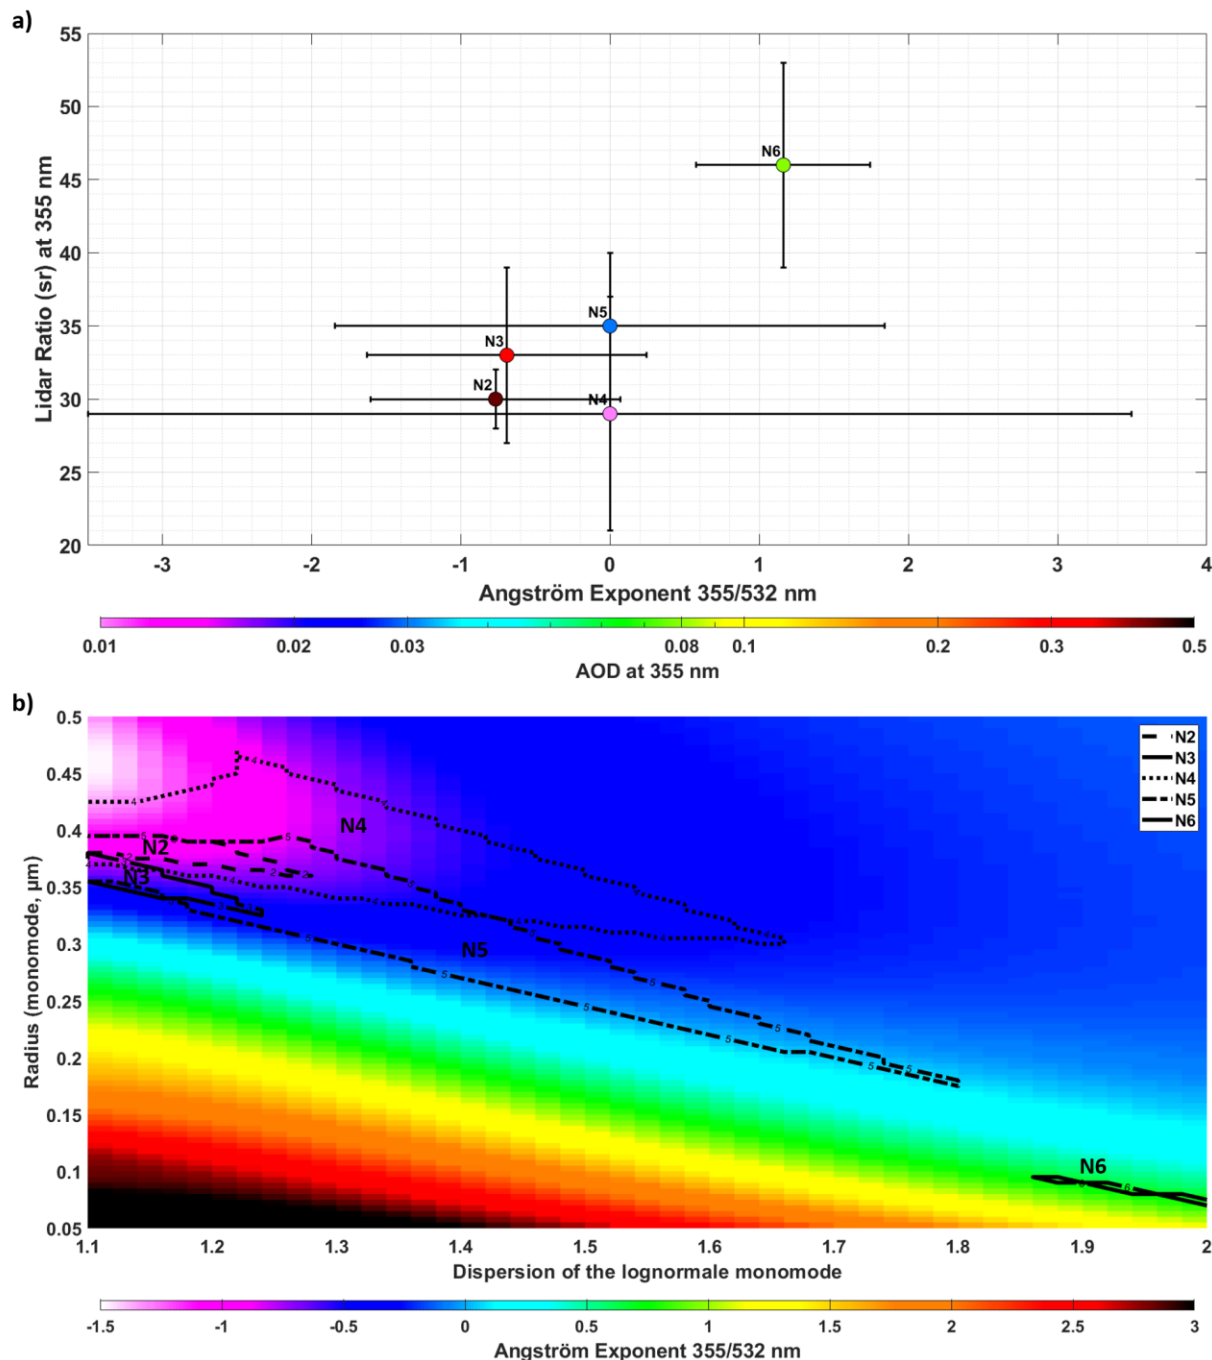 a)
55
50
45
40
35
30
25
20
Lidar Ratio (sr) at 355 nm
N6
N5
N3
N2
N4
-3
-2
-1
0
1
2
3
4
Angström Exponent 355/532 nm
0.01
0.02
0.03
0.08
0.1
0.2
0.3
0.5
AOD at 355 nm
b)
0.5
0.45
0.4
0.35
0.3
0.25
0.2
0.15
0.1
0.05
Radius (monomode, µm)
N2
N3
N4
N5
N6
N4
N2
N3
N5
N6
1.1
1.2
1.3
1.4
1.5
1.6
1.7
1.8
1.9
2
Dispersion of the lognormale monomode
-1.5
-1
-0.5
0
0.5
1
1.5
2
2.5
3
Angström Exponent 355/532 nm